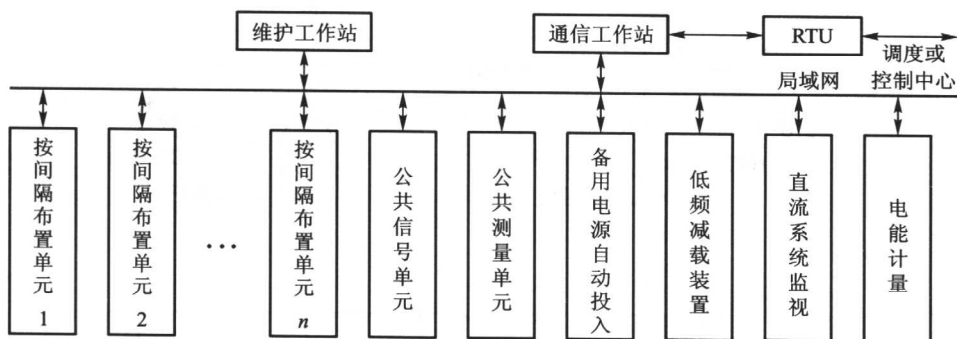 维护工作站
通信工作站
RTU
调度或
控制中心
局域网
按间隔布置单元
1
按间隔布置单元
2
…
按间隔布置单元
n
公共信号单元
公共测量单元
备用电源自动投入
低频减载装置
直流系统监视
电能计量